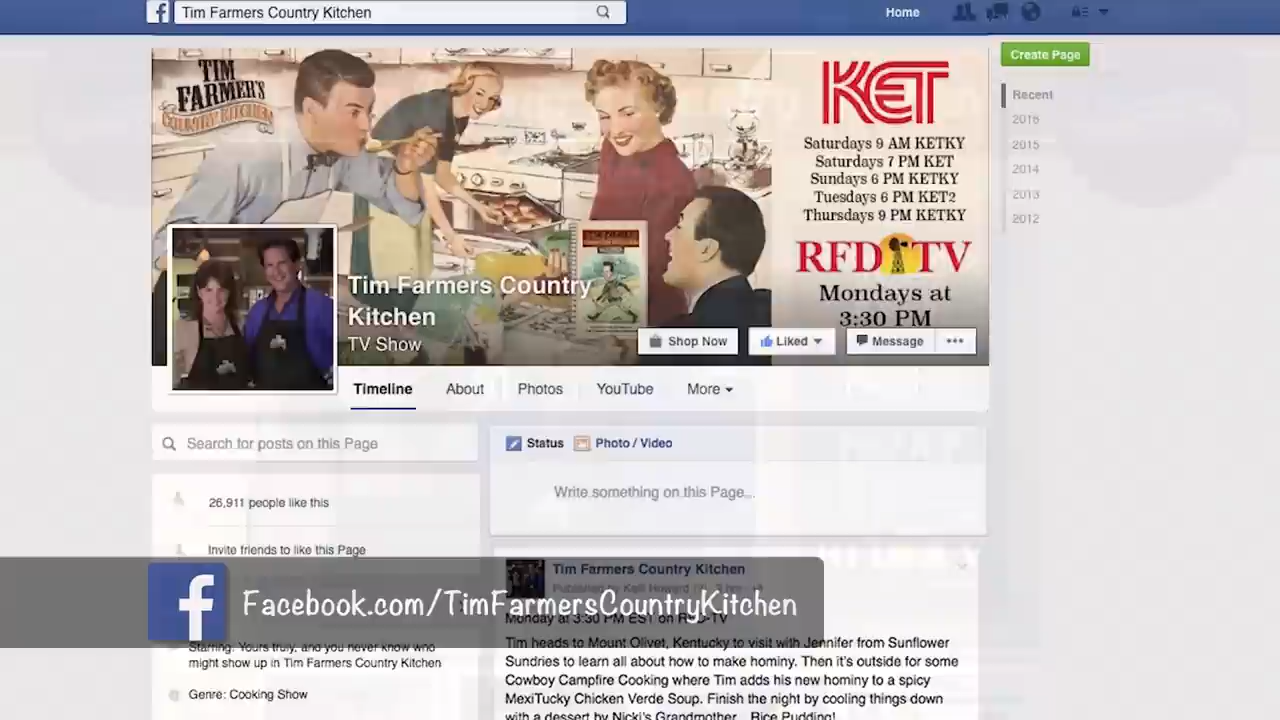 Tim Farmers Country Kitchen
Home
Create Page
Recent
2016
2015
2014
2013
2012
TIM
FARMER'S
COUNTRY KITCHEN
KET
Saturdays 9 AM KETKY
Saturdays 7 PM KET
Sundays 6 PM KETKY
Tuesdays 6 PM KET2
Thursdays 9 PM KETKY
RFD TV
Mondays at
3:30 PM
Tim Farmers Country
Kitchen
TV Show
Shop Now
Liked
Message
Timeline
About
Photos
YouTube
More
Search for posts on this Page
Status
Photo / Video
Write something on this Page...
26,911 people like this
Invite friends to like this Page
Tim Farmers Country Kitchen
Facebook.com/TimFarmersCountryKitchen
Monday at 3:30 PM EST on RFD-TV
Starring: Yours truly, and you never know who
might show up in Tim Farmers Country Kitchen
Genre: Cooking Show
Tim heads to Mount Olivet, Kentucky to visit with Jennifer from Sunflower
Sundries to learn all about how to make hominy. Then it's outside for some
Cowboy Campfire Cooking where Tim adds his new hominy to a spicy
MexiTucky Chicken Verde Soup. Finish the night by cooling things down
with a dessert by Nicki's Grandmother... Rice Pudding!